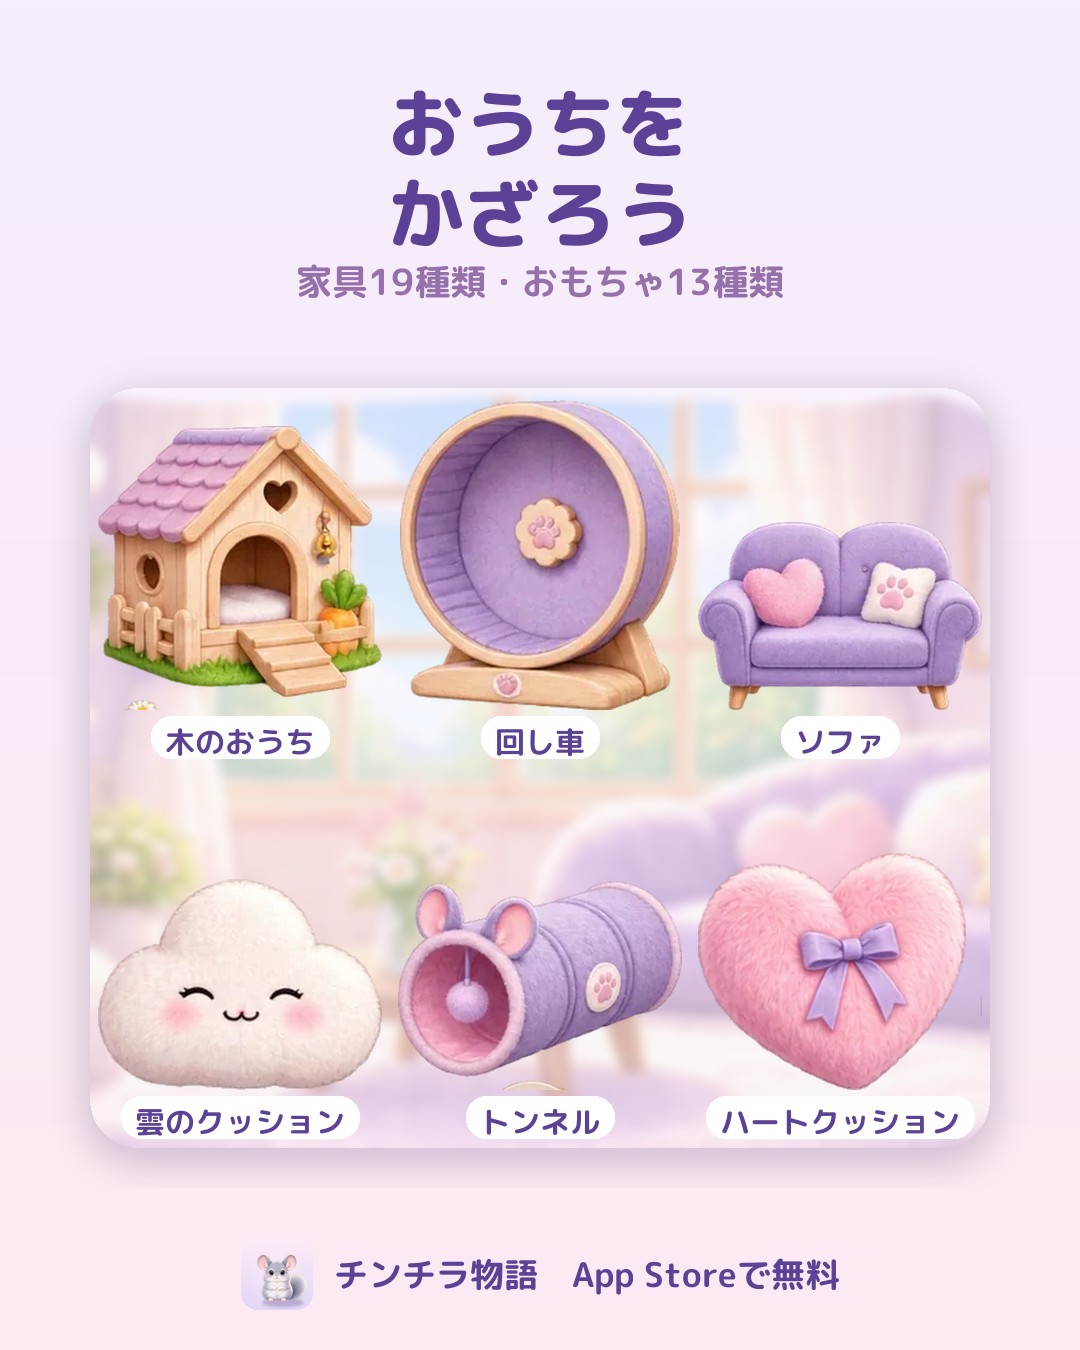 おうちを
かざろう
家具19種類・おもちゃ13種類
木のおうち
回し車
ソファ
雲のクッション
トンネル
ハートクッション
チンチラ物語　App Storeで無料